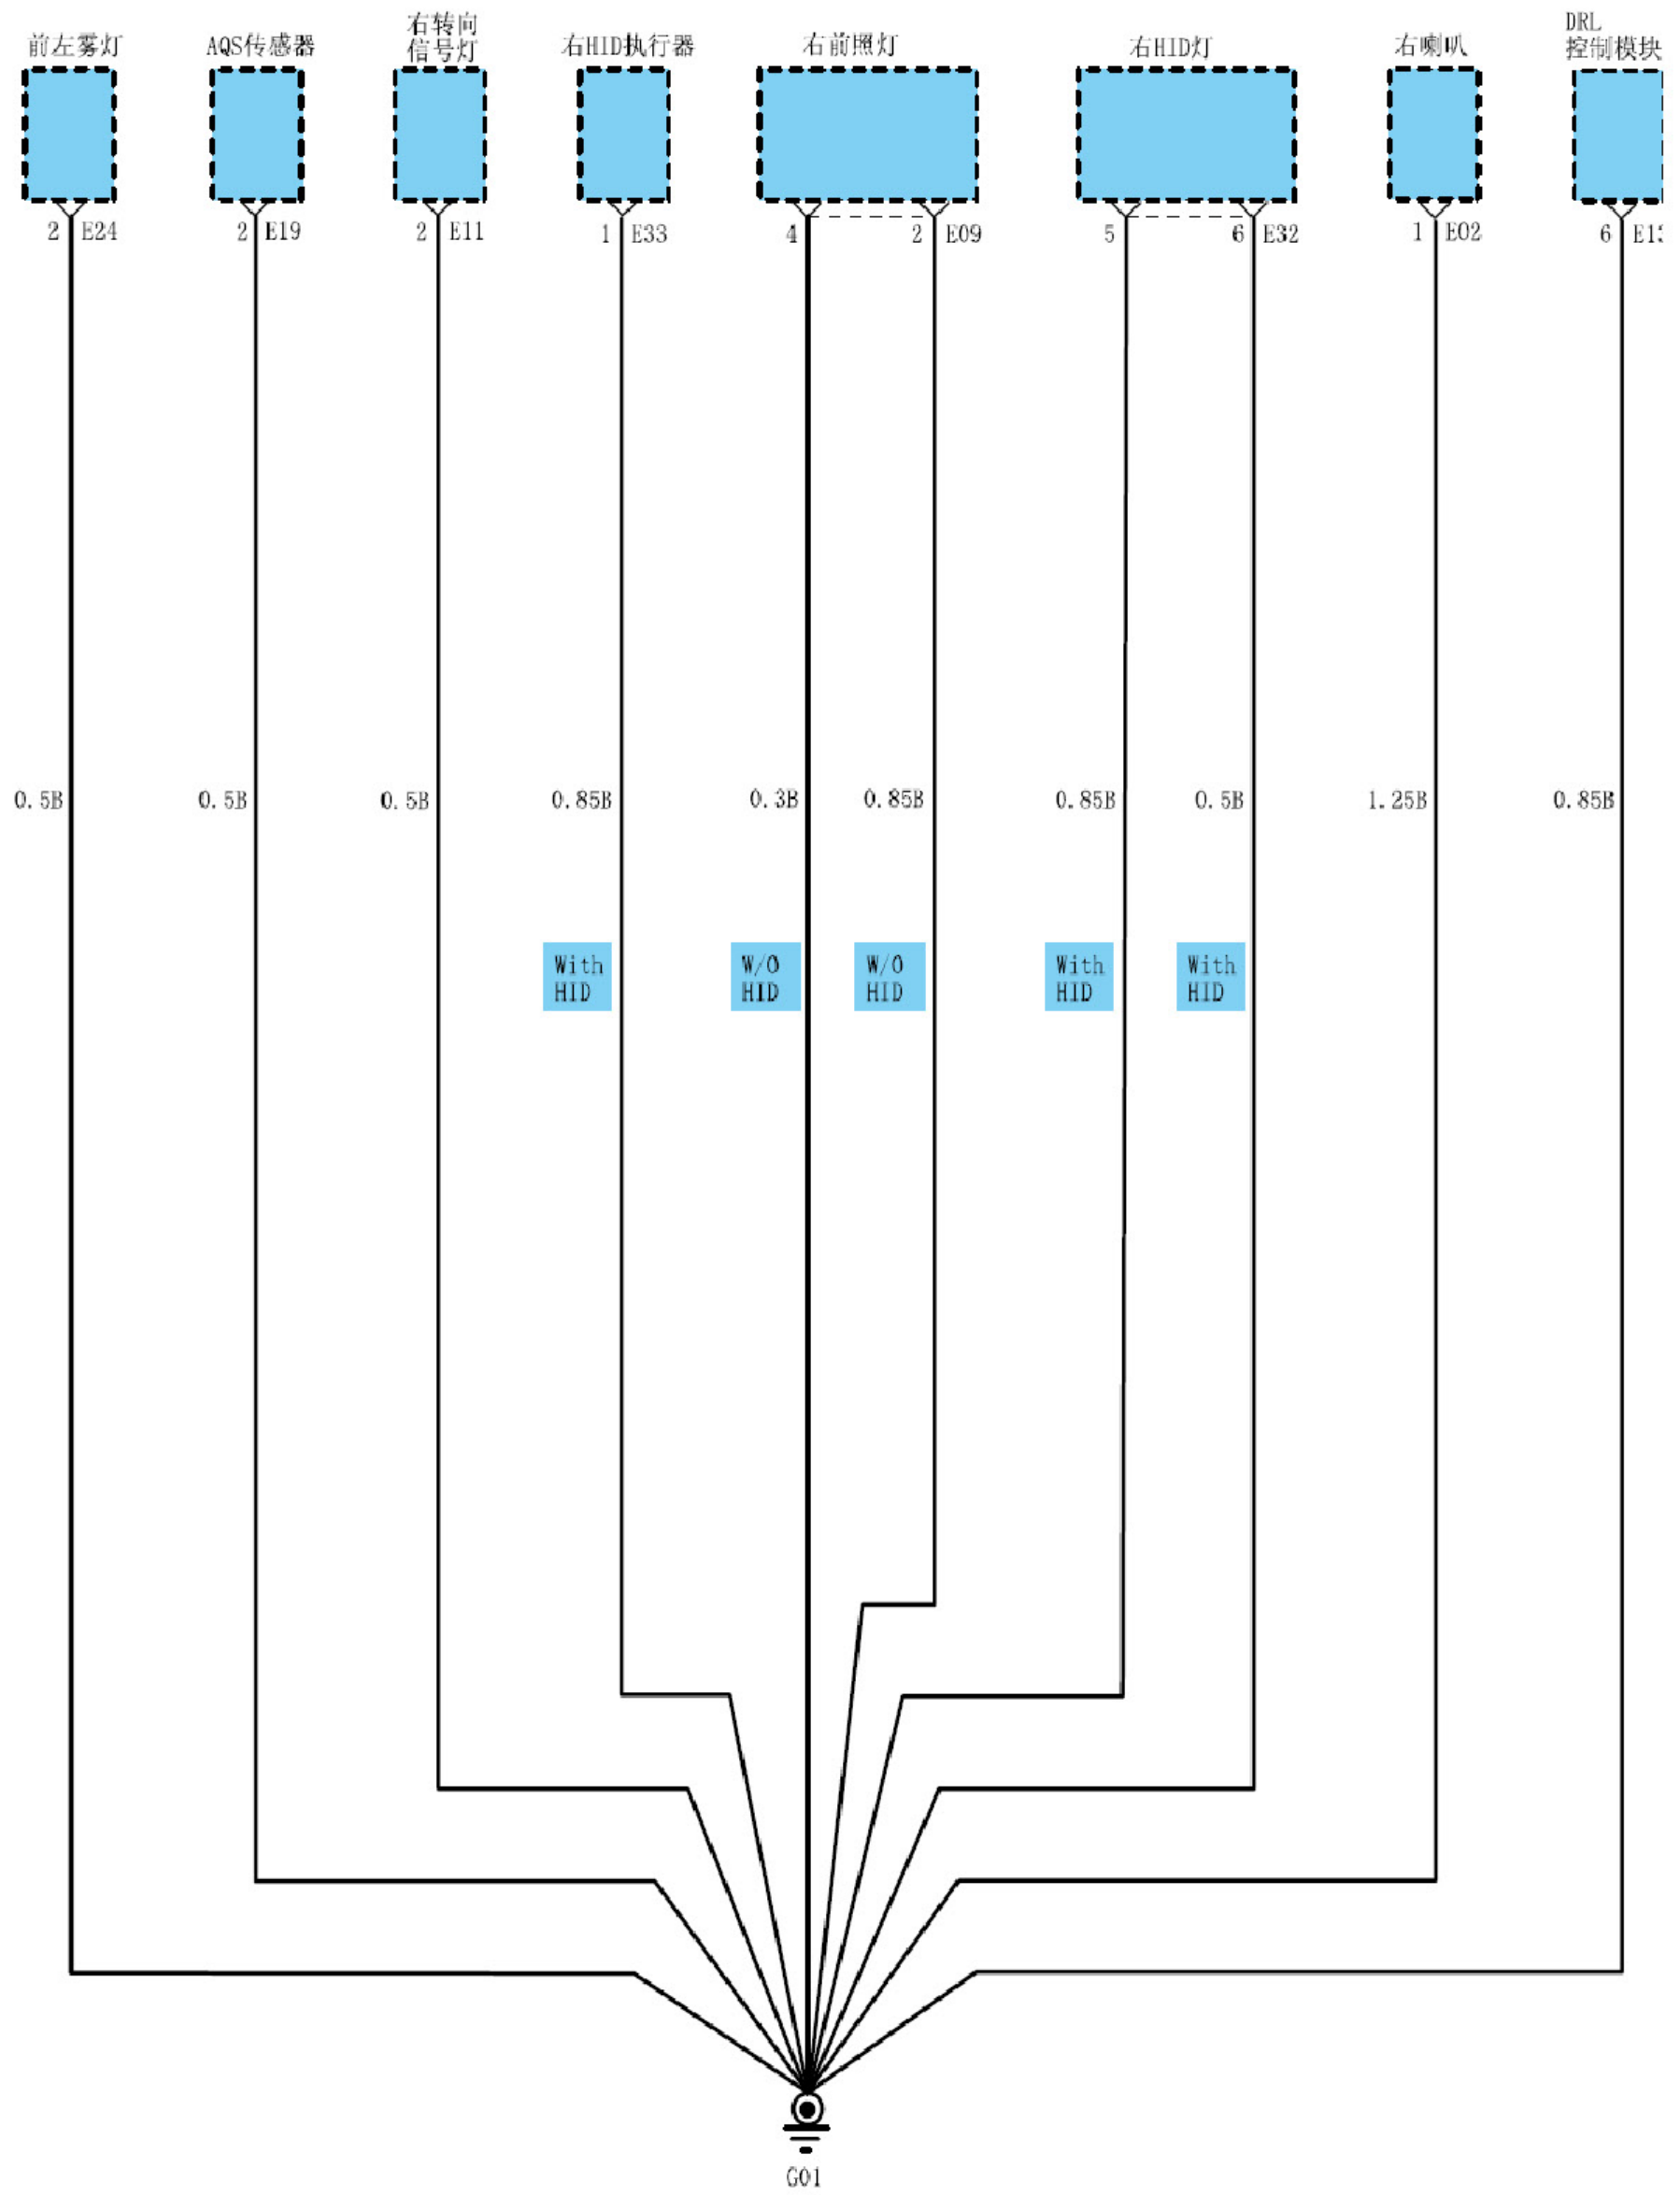 前左雾灯
AQS传感器
右转向
信号灯
右HID执行器
右前照灯
右HID灯
右喇叭
DRL
控制模块
2 E24
2 E19
2 E11
1 E33
4
2 E09
5
6 E32
1 E02
6
0.5B
0.5B
0.5B
0.85B
0.3B
0.85B
0.85B
0.5B
1.25B
0.85B
With
HID
W/O
HID
W/O
HID
With
HID
With
HID
G01